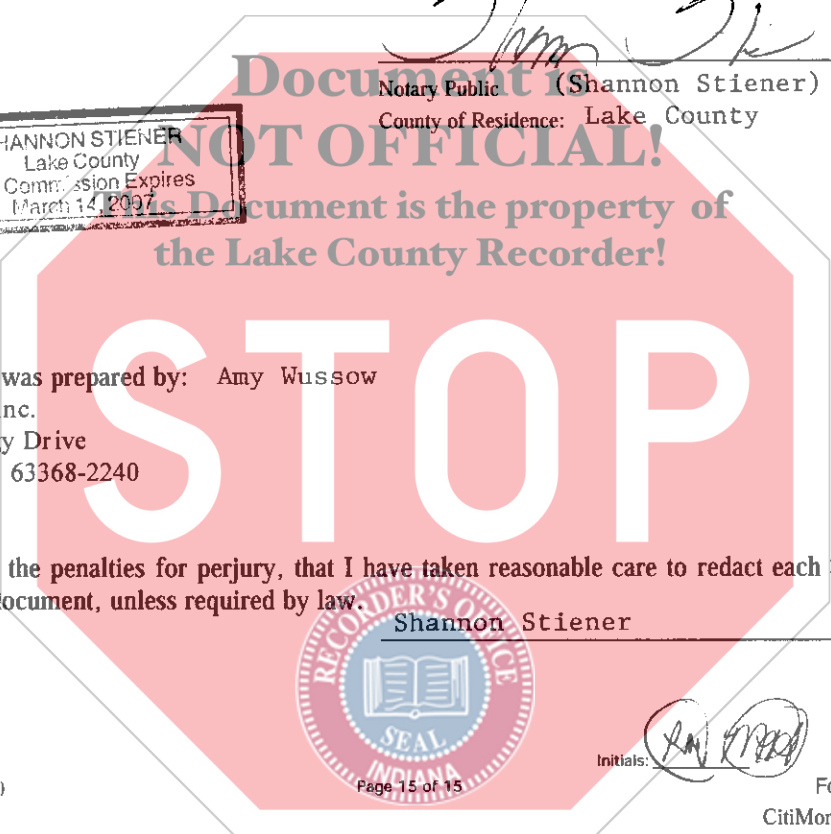 Document is
Notary Public (Shannon Stiener)
County of Residence: Lake County
NOT OFFICIAL!
HANNON STIENER
Lake County
Commission Expires
March 14, 2007
This Document is the property of
the Lake County Recorder!
STOP
was prepared by: Amy Wussow
nc.
y Drive
63368-2240
the penalties for perjury, that I have taken reasonable care to redact each
ocument, unless required by law.
Shannon Stiener
RECORDER'S OFFICE
SEAL
INDIANA
Initials:
Page 15 of 15
)
Fo
CitiMor